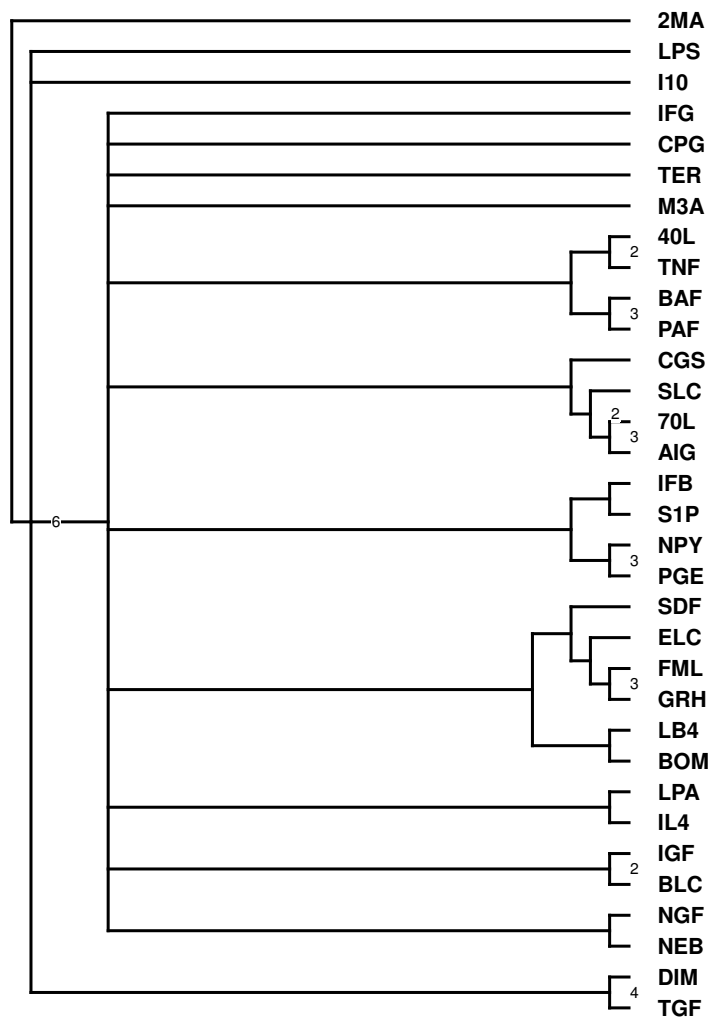 2MA
LPS
I10
IFG
CPG
TER
M3A
40L
2
TNF
BAF
3
PAF
CGS
SLC
2
70L
3
AIG
IFB
S1P
6
NPY
3
PGE
SDF
ELC
FML
3
GRH
LB4
BOM
LPA
IL4
IGF
2
BLC
NGF
NEB
DIM
4
TGF